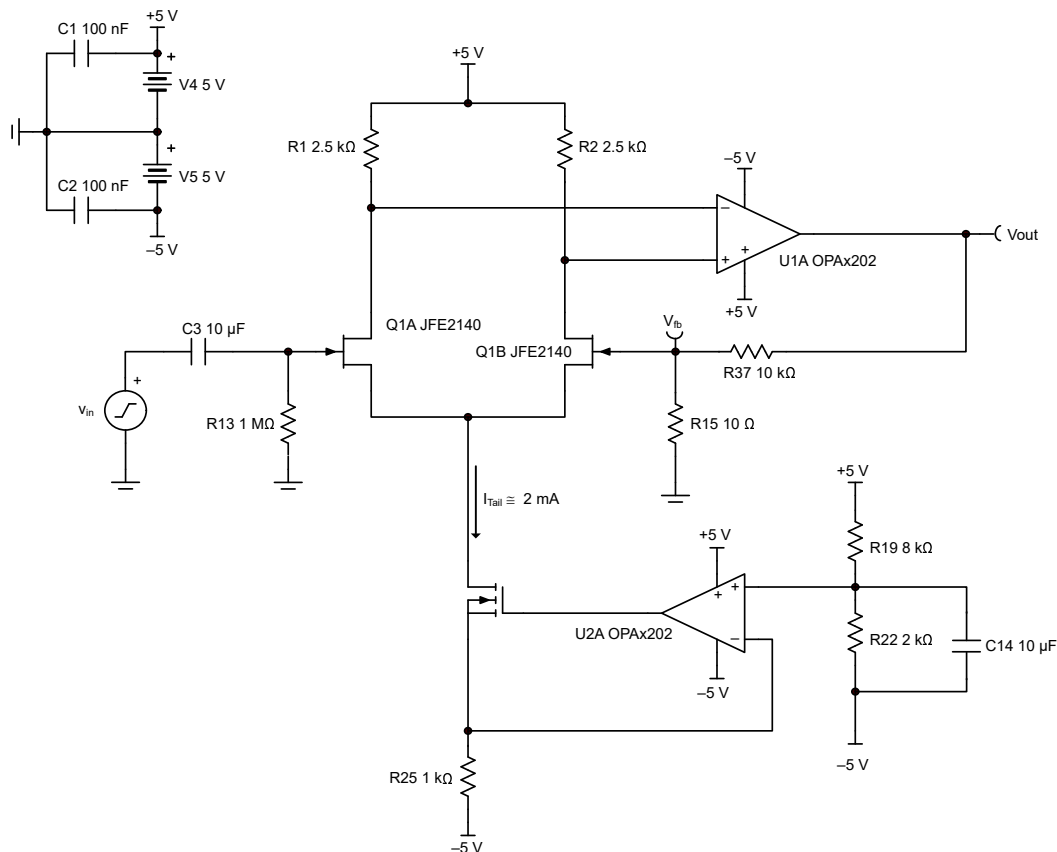 +5 V
C1 100 nF
+
V4 5 V
+
V5 5 V
C2 100 nF
–5 V
+5 V
R1 2.5 kΩ
R2 2.5 kΩ
–5 V
–
+
+
U1A OPAx202
+5 V
Vout
C3 10 µF
Q1A JFE2140
Q1B JFE2140
Vfb
R37 10 kΩ
+
vin
R13 1 MΩ
R15 10 Ω
ITail ≅ 2 mA
+5 V
R19 8 kΩ
+5 V
+
+
–
U2A OPAx202
–5 V
R22 2 kΩ
C14 10 µF
–5 V
R25 1 kΩ
–5 V